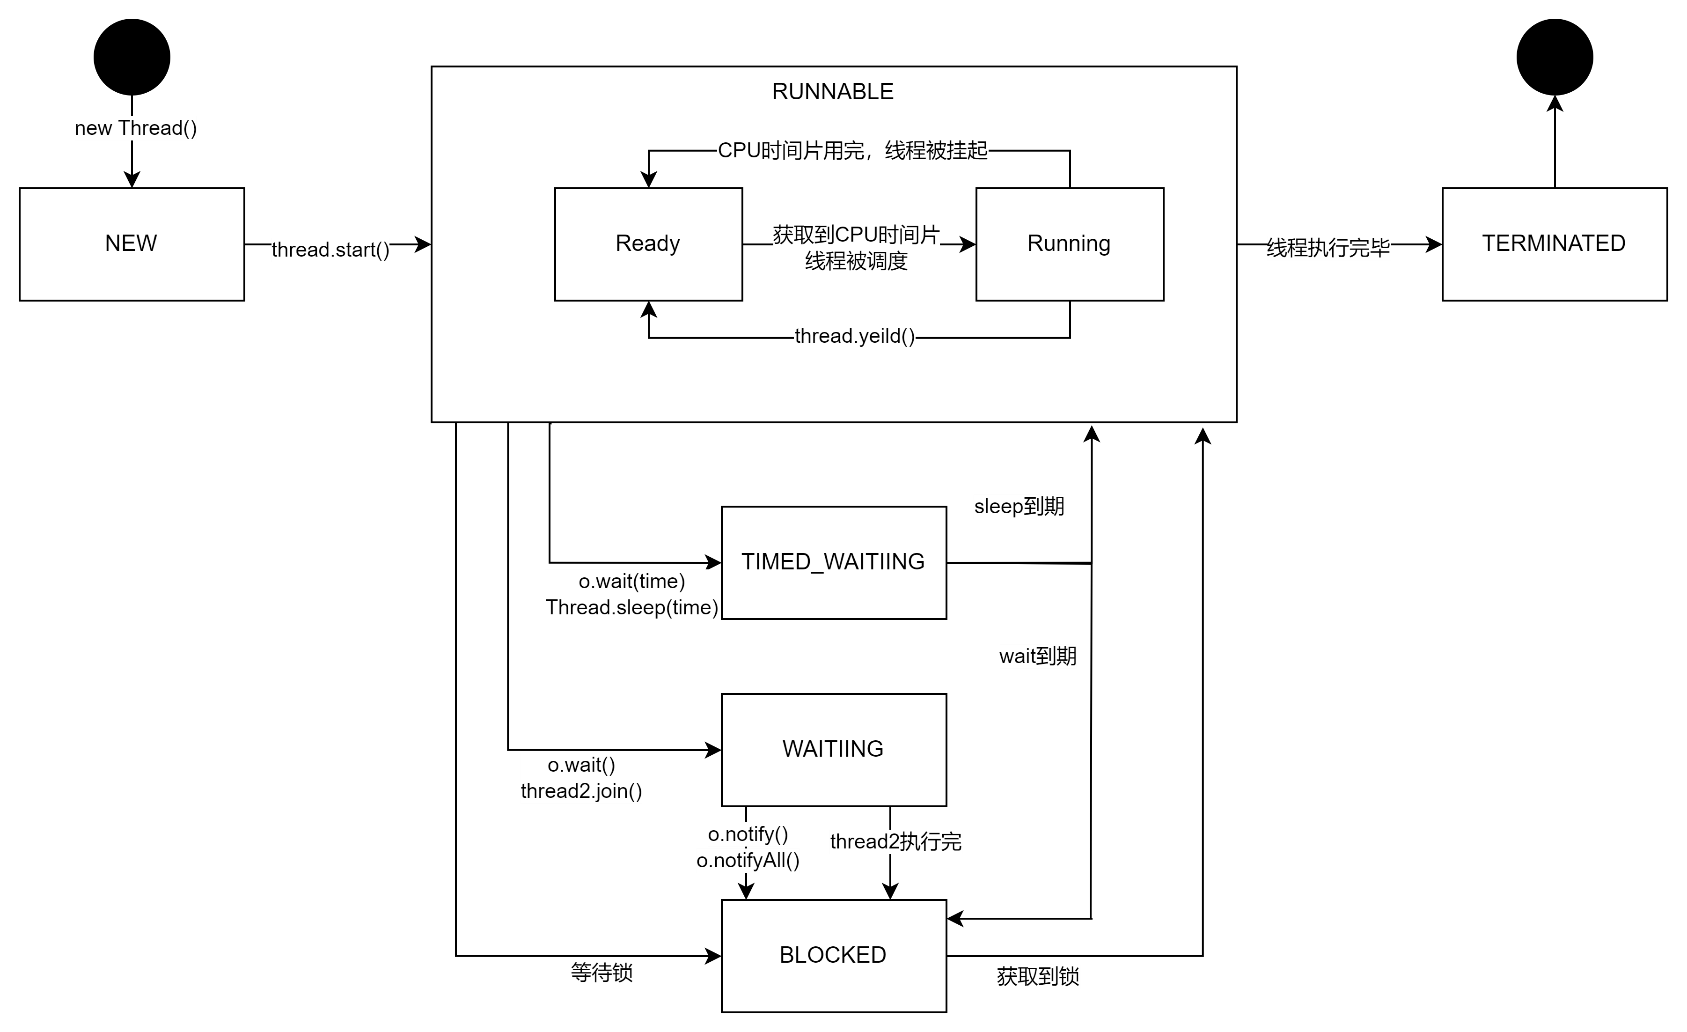 new Thread()
NEW
thread.start()
RUNNABLE
CPU时间片用完，线程被挂起
Ready
获取到CPU时间片
线程被调度
Running
thread.yeild()
线程执行完毕
TERMINATED
sleep到期
TIMED_WAITIING
o.wait(time)
Thread.sleep(time)
wait到期
WAITIING
o.wait()
thread2.join()
o.notify()
o.notifyAll()
thread2执行完
BLOCKED
等待锁
获取到锁